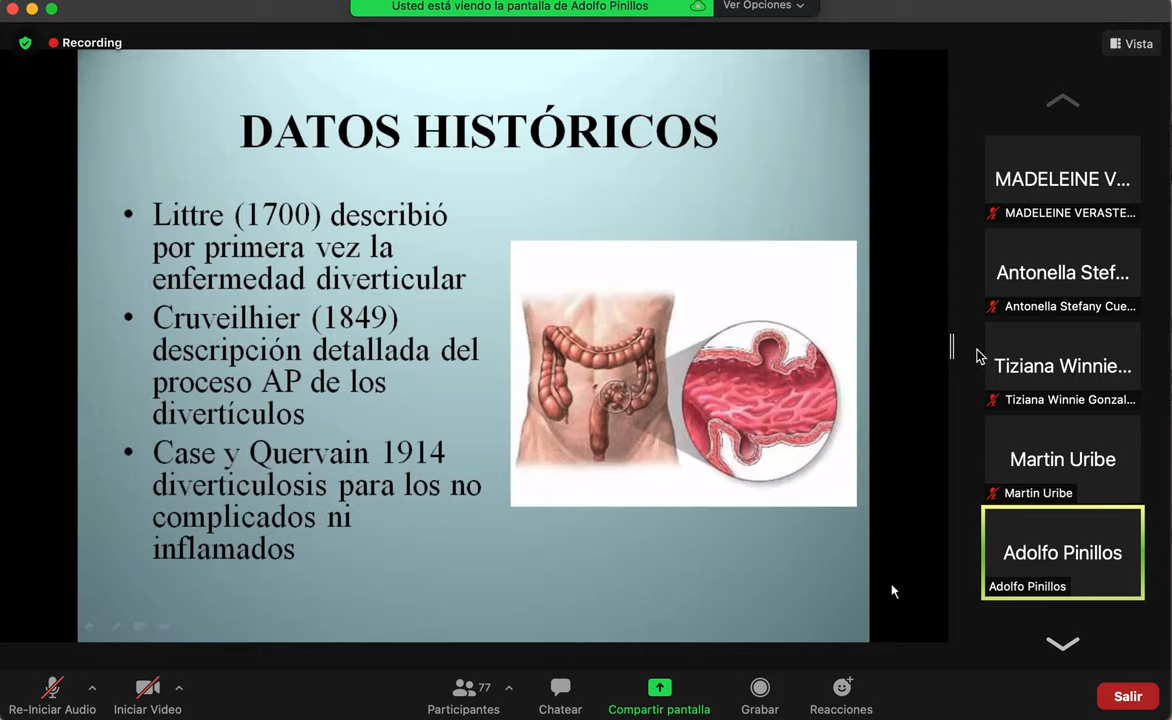 Usted está viendo la pantalla de Adolfo Pinillos
Ver Opciones
Recording
Vista
DATOS HISTÓRICOS
• Littre (1700) describió
por primera vez la
enfermedad diverticular
• Cruveilhier (1849)
descripción detallada del
proceso AP de los
divertículos
• Case y Quervain 1914
diverticulosis para los no
complicados ni
inflamados
MADELEINE V...
MADELEINE VERASTE...
Antonella Stef...
Antonella Stefany Cue...
Tiziana Winnie...
Tiziana Winnie Gonzal...
Martin Uribe
Martin Uribe
Adolfo Pinillos
Adolfo Pinillos
Re-Iniciar Audio
Iniciar Video
77
Participantes
Chatear
Compartir pantalla
Grabar
Reacciones
Salir